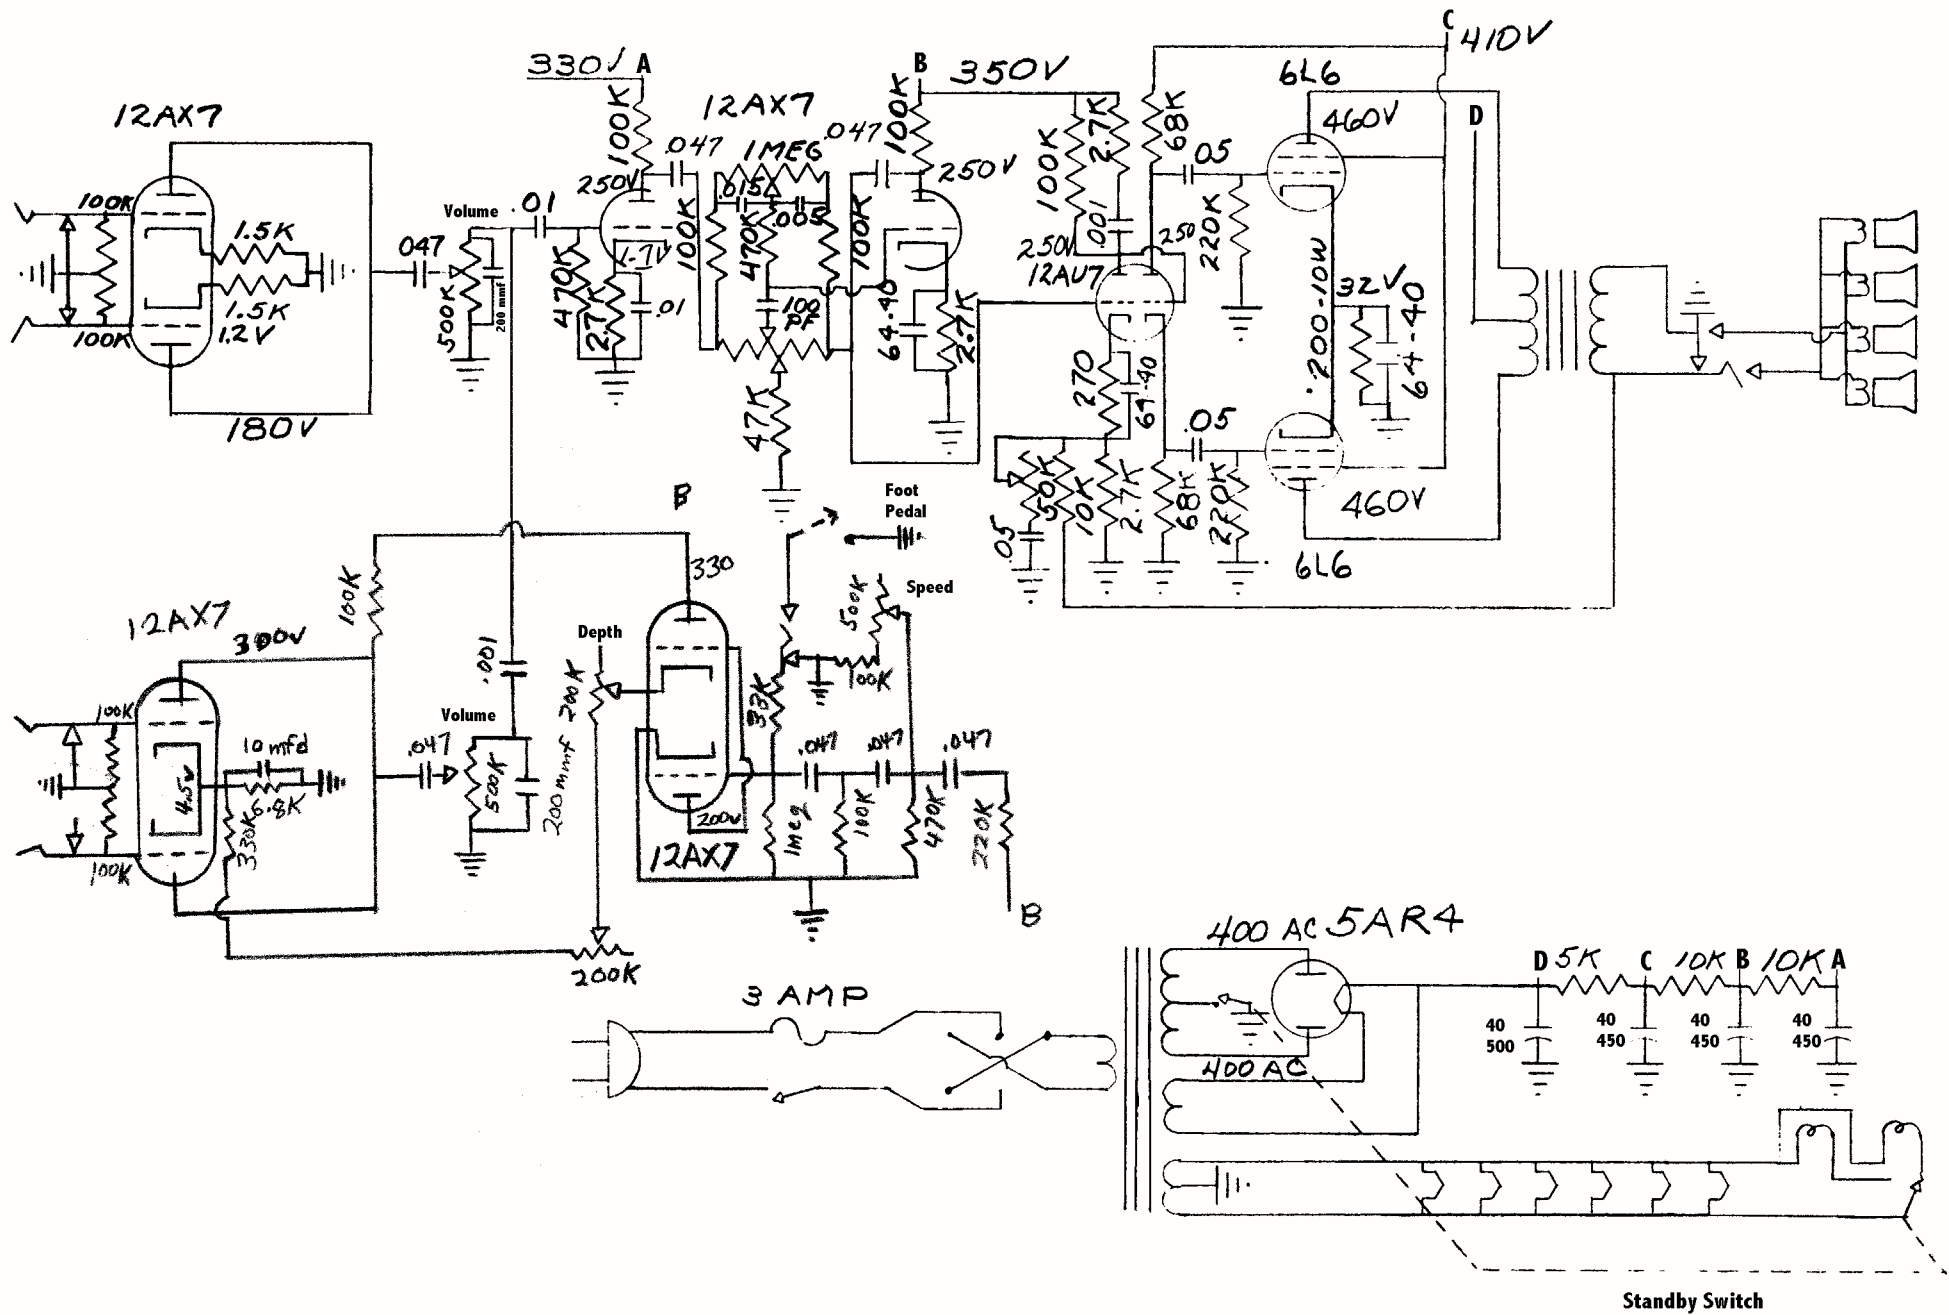 330V A
12AX7
100K
100K
1.5K
1.5K
1.2V
180V
Volume
.047
500K
200 mmf
.01
250V
100K
470K
2.7K
1.7V
.01
.047
12AX7
1MEG
.015
.005
100K
470K
100K
100
PF
47K
.047
B
350V
100K
250V
64-40
2.7K
100K
2.7K
.001
250V
12AU7
250
68K
.05
220K
270
64-40
50K
.05
10K
2.7K
68K
.05
220K
C
410V
6L6
460V
D
200-10W
32V
64-40
460V
6L6
12AX7
300V
100K
100K
100K
4.5V
10 mfd
6.8K
330K
.047
Volume
500K
200mmf
.001
B
330
Depth
200K
200K
200V
12AX7
Foot
Pedal
Speed
500K
100K
33K
1meg
.047
100K
.047
470K
.047
220K
B
3 AMP
400 AC
5AR4
400 AC
D 5K C 10K B 10K A
40
500
40
450
40
450
40
450
Standby Switch